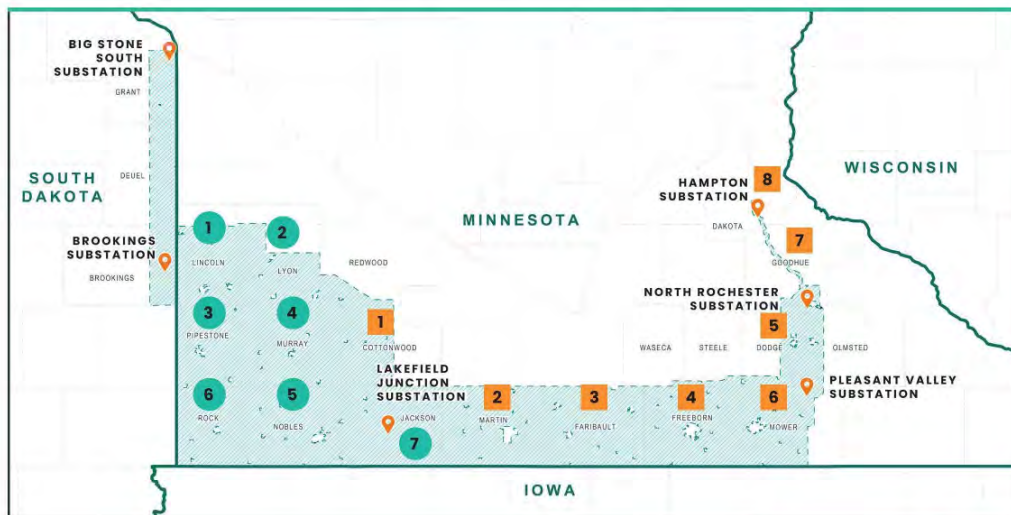 BIG STONE
SOUTH
SUBSTATION
GRANT
DEUEL
SOUTH
DAKOTA
BROOKINGS
SUBSTATION
BROOKINGS
1
LINCOLN
2
LYON
REDWOOD
3
PIPESTONE
4
MURRAY
1
COTTONWOOD
6
ROCK
5
NOBLES
LAKEFIELD
JUNCTION
SUBSTATION
JACKSON
7
MINNESOTA
2
MARTIN
3
FARIBAULT
4
FREEBORN
6
MOWER
WASECA
STEELE
5
DODGE
OLMSTED
HAMPTON
SUBSTATION
8
DAKOTA
7
GOODHUE
NORTH ROCHESTER
SUBSTATION
PLEASANT VALLEY
SUBSTATION
WISCONSIN
IOWA